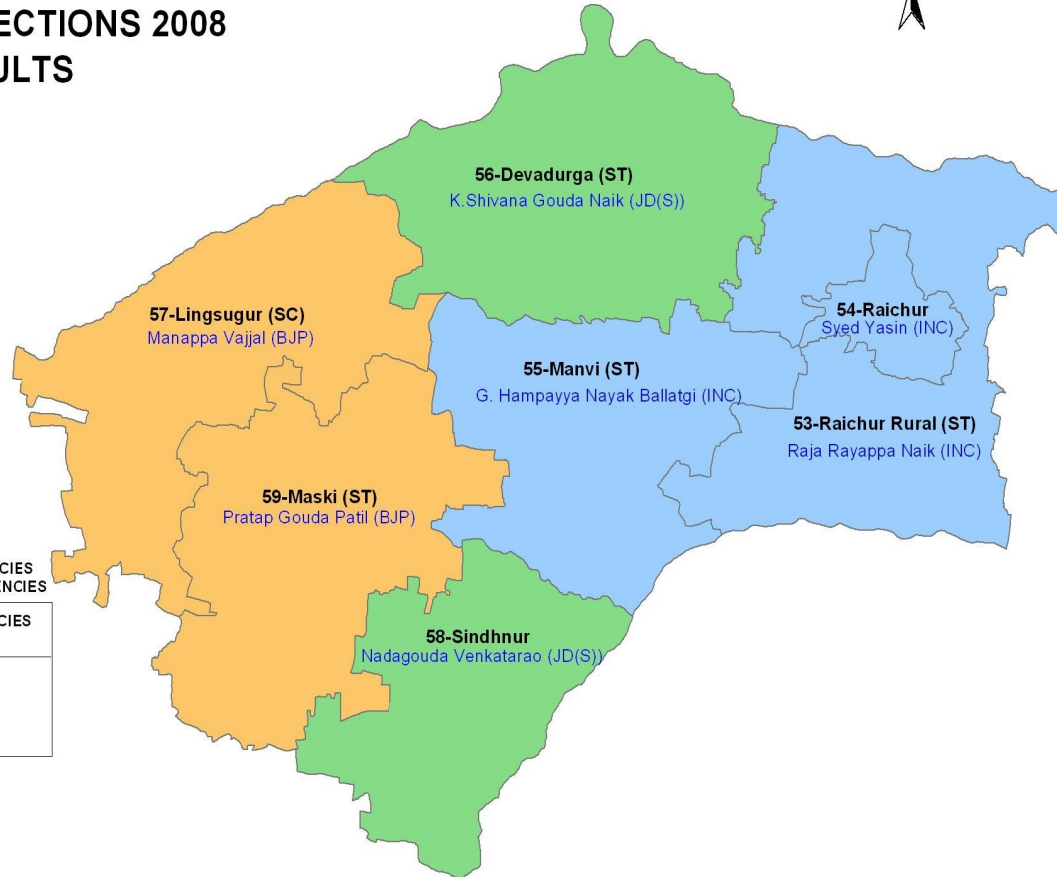 ECTIONS 2008
ULTS
56-Devadurga (ST)
K.Shivana Gouda Naik (JD(S))
57-Lingsugur (SC)
Manappa Vajjal (BJP)
54-Raichur
Syed Yasin (INC)
55-Manvi (ST)
G. Hampayya Nayak Ballatgi (INC)
53-Raichur Rural (ST)
Raja Rayappa Naik (INC)
59-Maski (ST)
Pratap Gouda Patil (BJP)
CIES
ENCIES
CIES
58-Sindhnur
Nadagouda Venkatarao (JD(S))